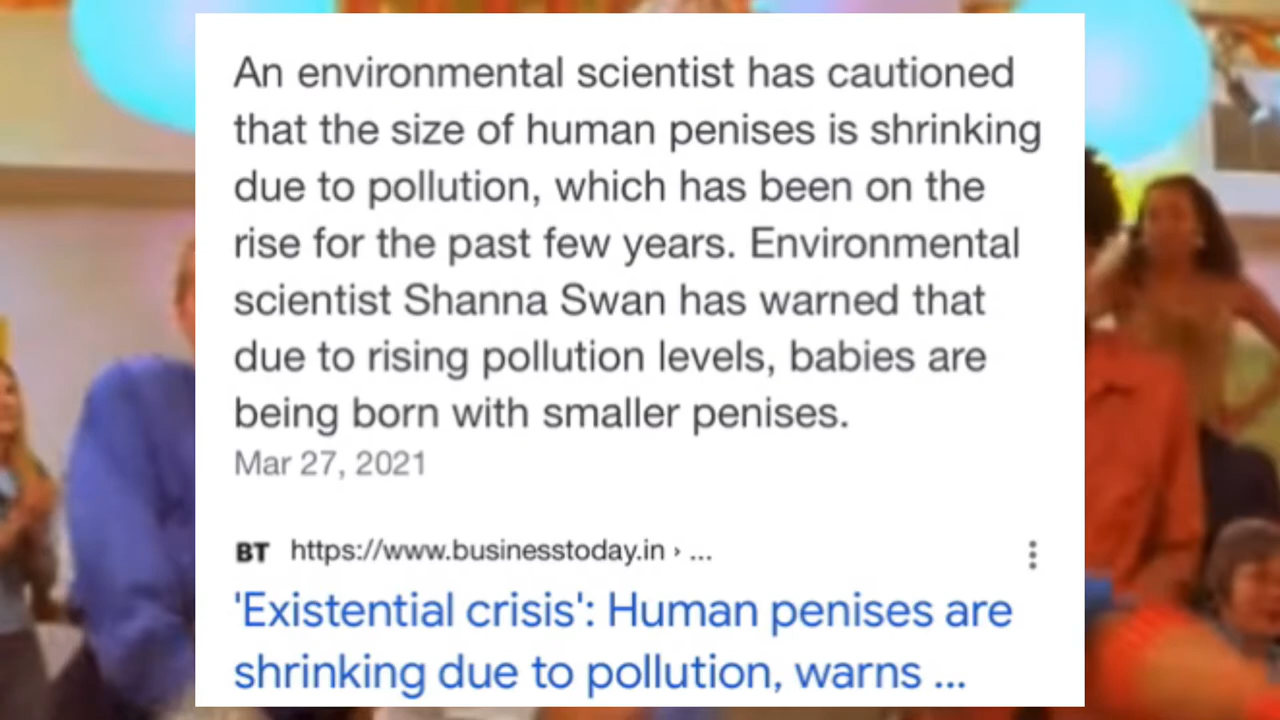 An environmental scientist has cautioned
that the size of human penises is shrinking
due to pollution, which has been on the
rise for the past few years. Environmental
scientist Shanna Swan has warned that
due to rising pollution levels, babies are
being born with smaller penises.
Mar 27, 2021
BT https://www.businesstoday.in › ...
'Existential crisis': Human penises are
shrinking due to pollution, warns ...